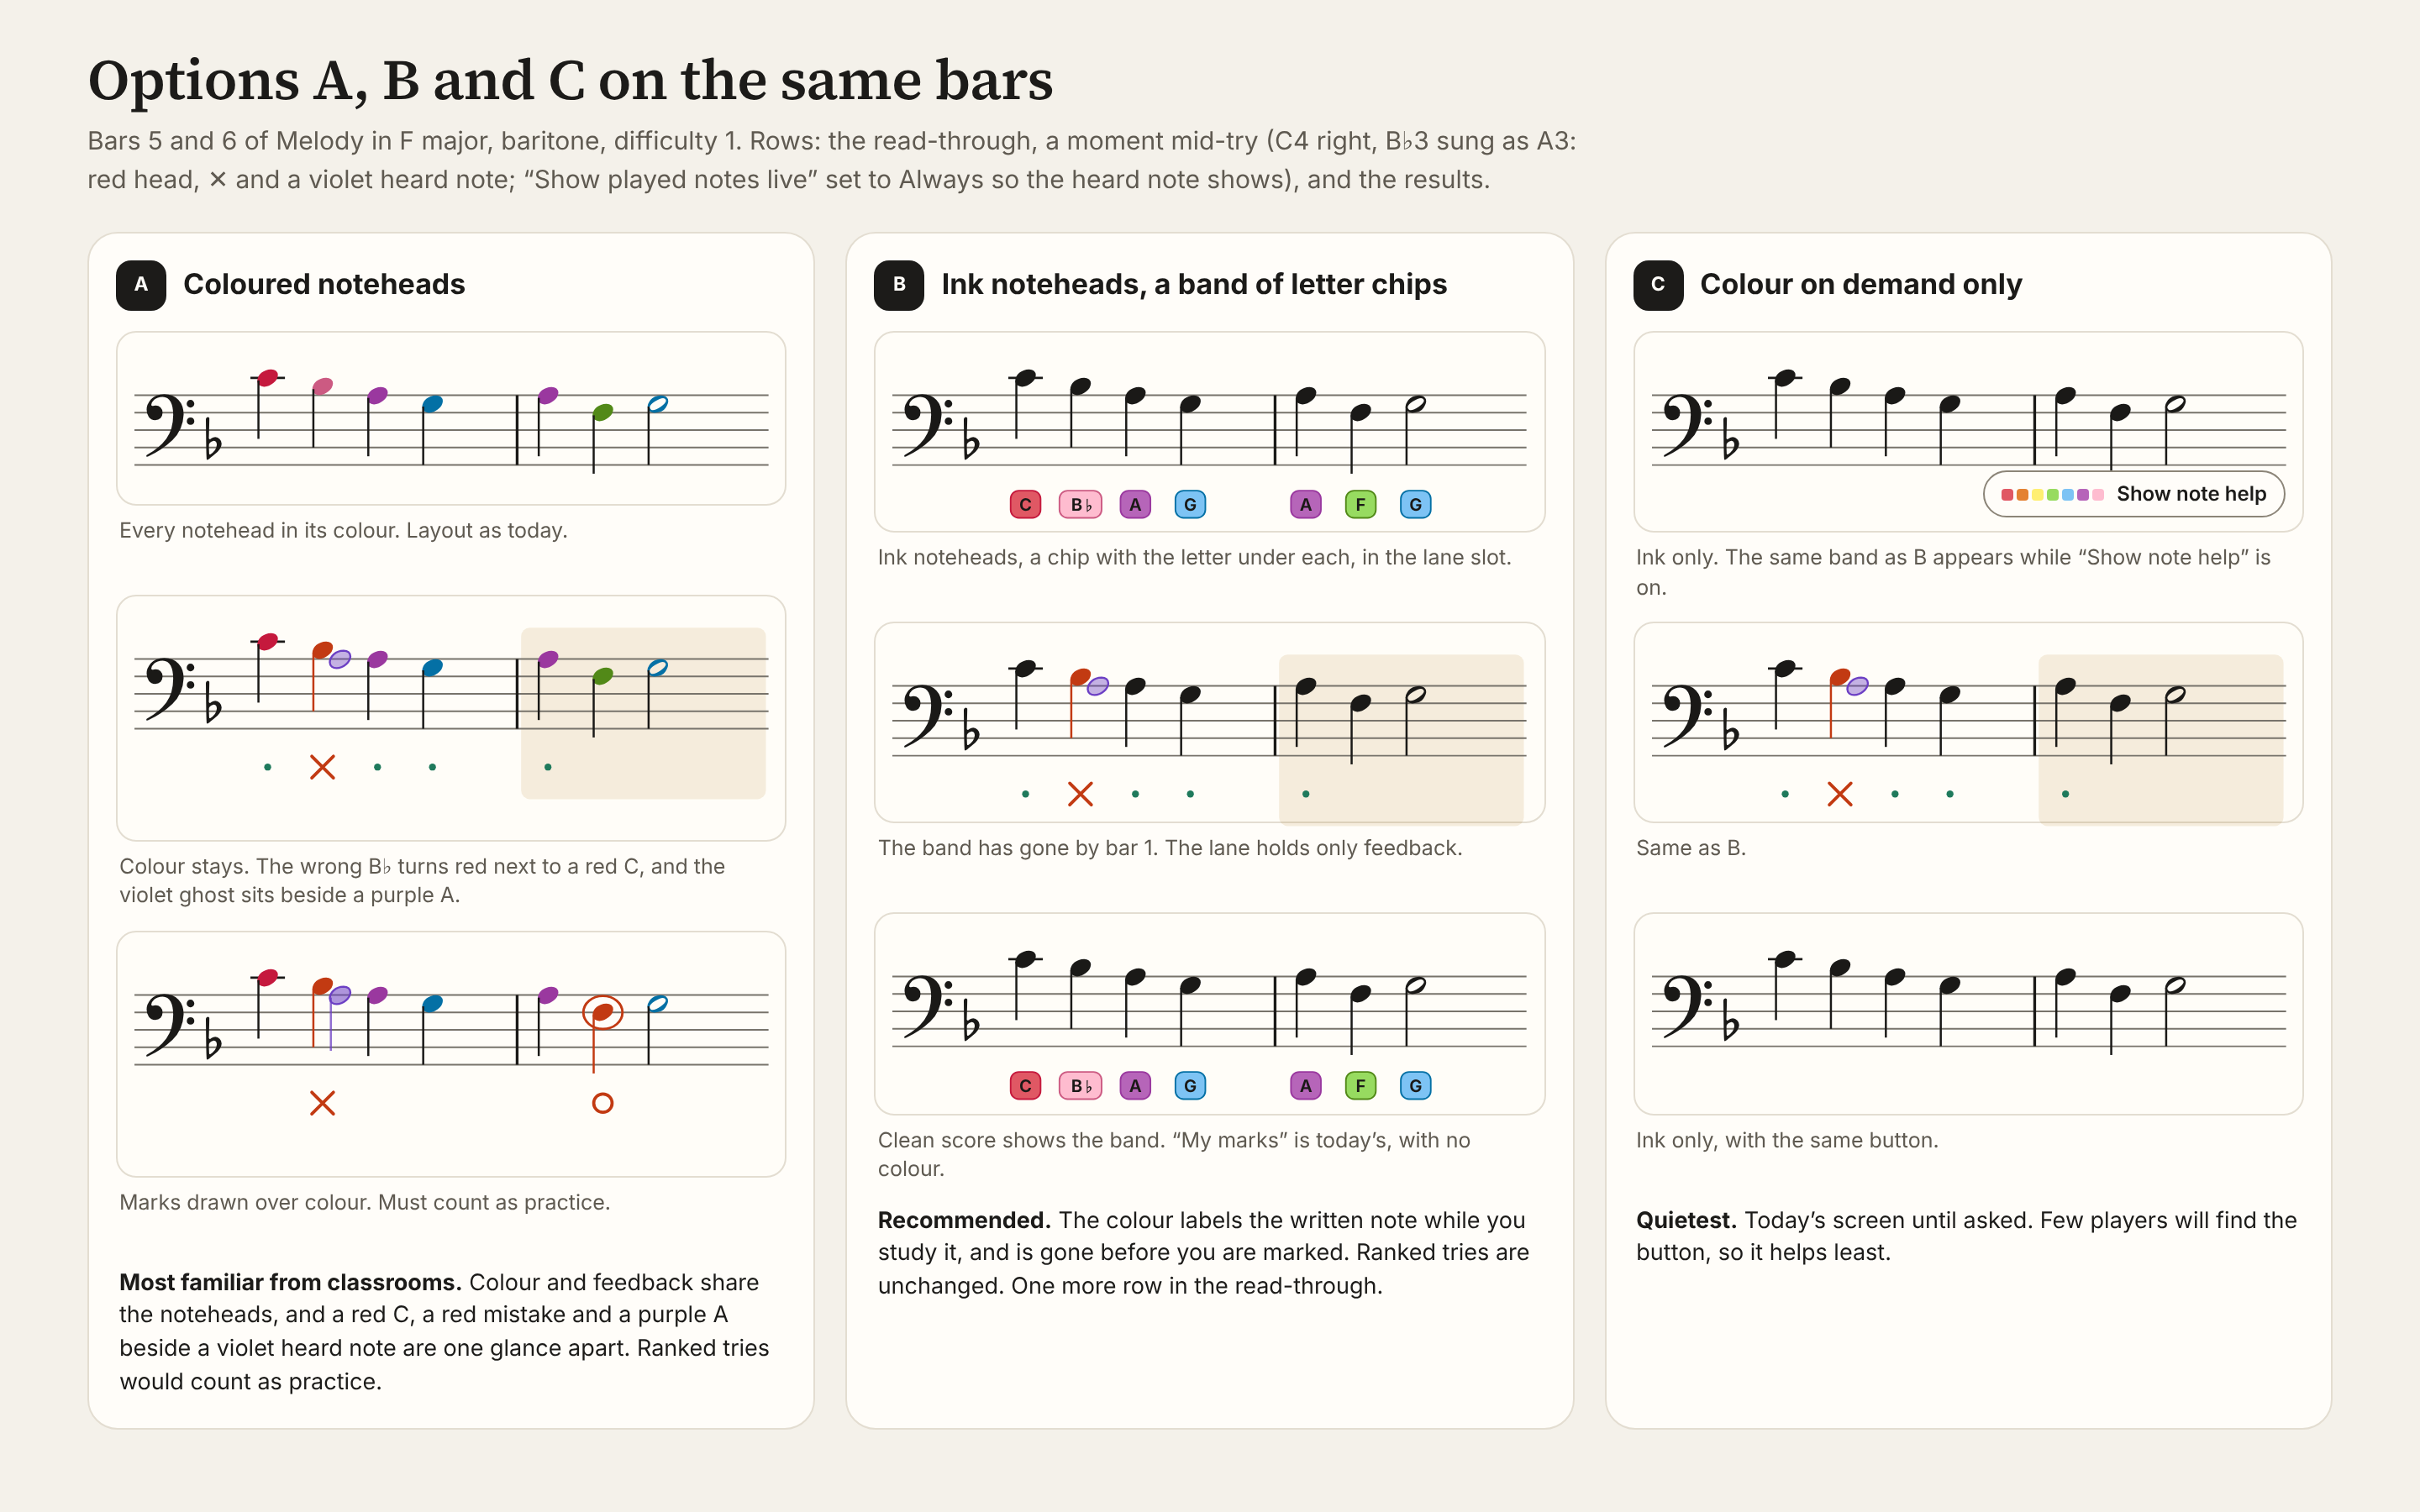 Options A, B and C on the same bars
Bars 5 and 6 of Melody in F major, baritone, difficulty 1. Rows: the read-through, a moment mid-try (C4 right, B♭3 sung as A3:
red head, ✕ and a violet heard note; “Show played notes live” set to Always so the heard note shows), and the results.
A Coloured noteheads
Every notehead in its colour. Layout as today.
Colour stays. The wrong B♭ turns red next to a red C, and the
violet ghost sits beside a purple A.
Marks drawn over colour. Must count as practice.
Most familiar from classrooms. Colour and feedback share
the noteheads, and a red C, a red mistake and a purple A
beside a violet heard note are one glance apart. Ranked tries
would count as practice.
B Ink noteheads, a band of letter chips
C B♭ A G A F G
Ink noteheads, a chip with the letter under each, in the lane slot.
The band has gone by bar 1. The lane holds only feedback.
C B♭ A G A F G
Clean score shows the band. “My marks” is today’s, with no
colour.
Recommended. The colour labels the written note while you
study it, and is gone before you are marked. Ranked tries are
unchanged. One more row in the read-through.
C Colour on demand only
Show note help
Ink only. The same band as B appears while “Show note help” is
on.
Same as B.
Ink only, with the same button.
Quietest. Today’s screen until asked. Few players will find the
button, so it helps least.